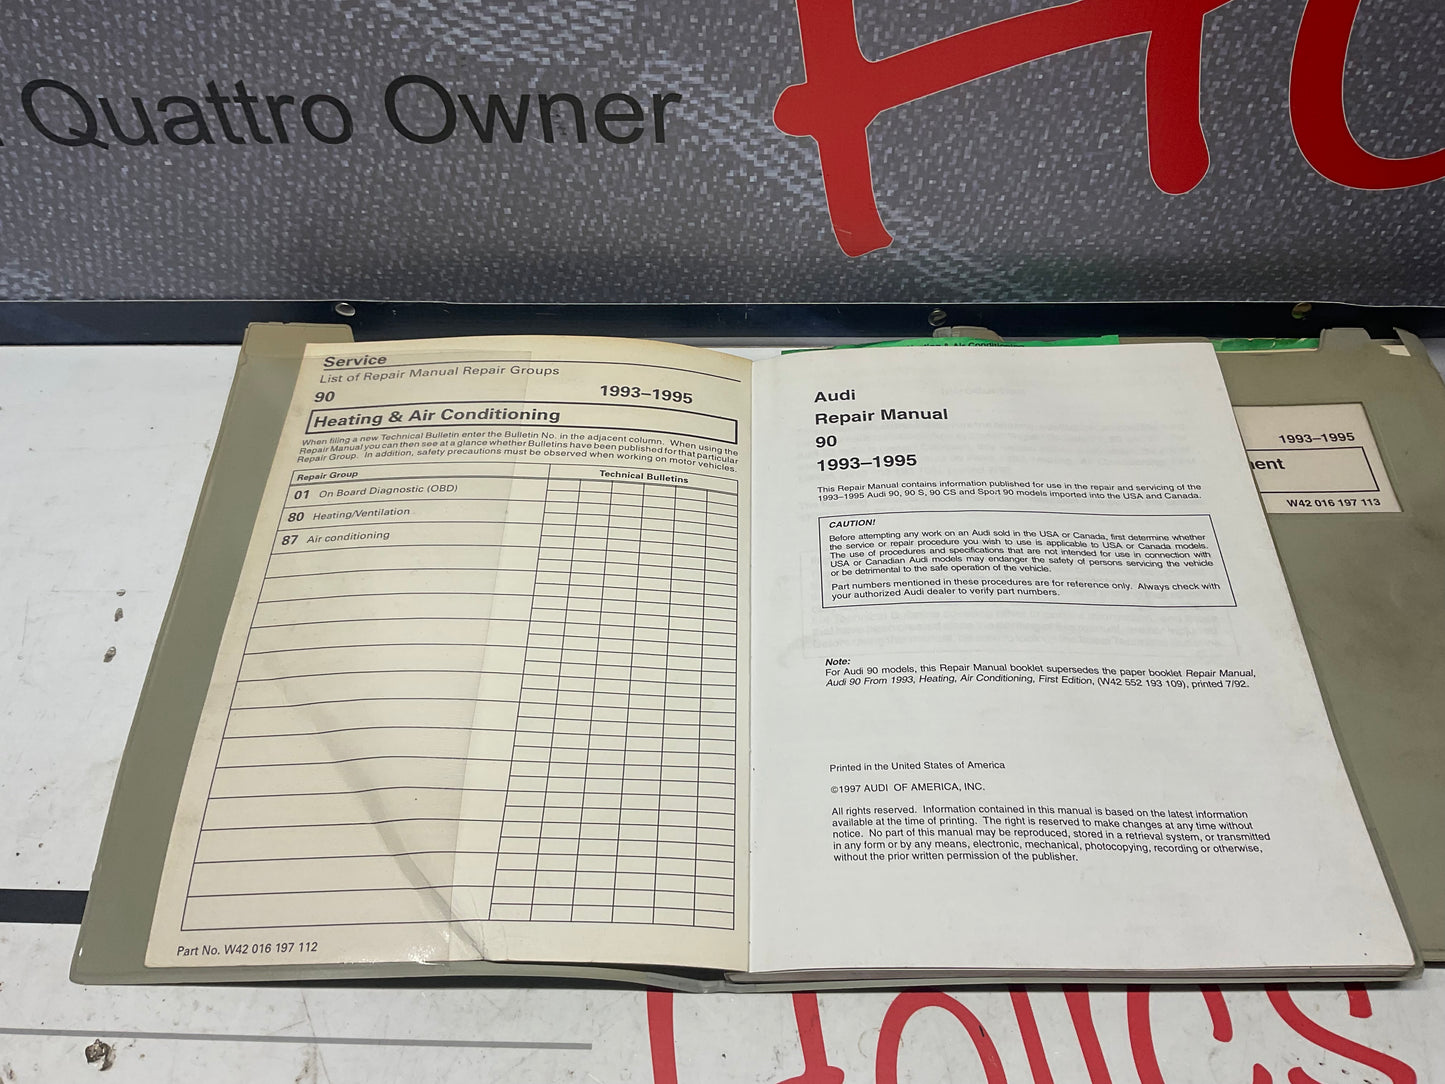 Quattro Owner
Service
List of Repair Manual Repair Groups
90
1993–1995
Heating & Air Conditioning
When filing a new Technical Bulletin enter the Bulletin No. in the adjacent column. When using the
Repair Manual you can then see at a glance whether Bulletins have been published for that particular
Repair Group. In addition, safety precautions must be observed when working on motor vehicles.
Repair Group
Technical Bulletins
01 On Board Diagnostic (OBD)
80 Heating/Ventilation
87 Air conditioning
Part No. W42 016 197 112
& Air Conditioning
Audi
Repair Manual
90
1993–1995
This Repair Manual contains information published for use in the repair and servicing of the
1993–1995 Audi 90, 90 S, 90 CS and Sport 90 models imported into the USA and Canada.
CAUTION!
Before attempting any work on an Audi sold in the USA or Canada, first determine whether
the service or repair procedure you wish to use is applicable to USA or Canada models.
The use of procedures and specifications that are not intended for use in connection with
USA or Canadian Audi models may endanger the safety of persons servicing the vehicle
or be detrimental to the safe operation of the vehicle.
Part numbers mentioned in these procedures are for reference only. Always check with
your authorized Audi dealer to verify part numbers.
Note:
For Audi 90 models, this Repair Manual booklet supersedes the paper booklet Repair Manual,
Audi 90 From 1993, Heating, Air Conditioning, First Edition, (W42 552 193 109), printed 7/92.
Printed in the United States of America
©1997 AUDI OF AMERICA, INC.
All rights reserved. Information contained in this manual is based on the latest information
available at the time of printing. The right is reserved to make changes at any time without
notice. No part of this manual may be reproduced, stored in a retrieval system, or transmitted
in any form or by any means, electronic, mechanical, photocopying, recording or otherwise,
without the prior written permission of the publisher.
1993–1995
ent
W42 016 197 113